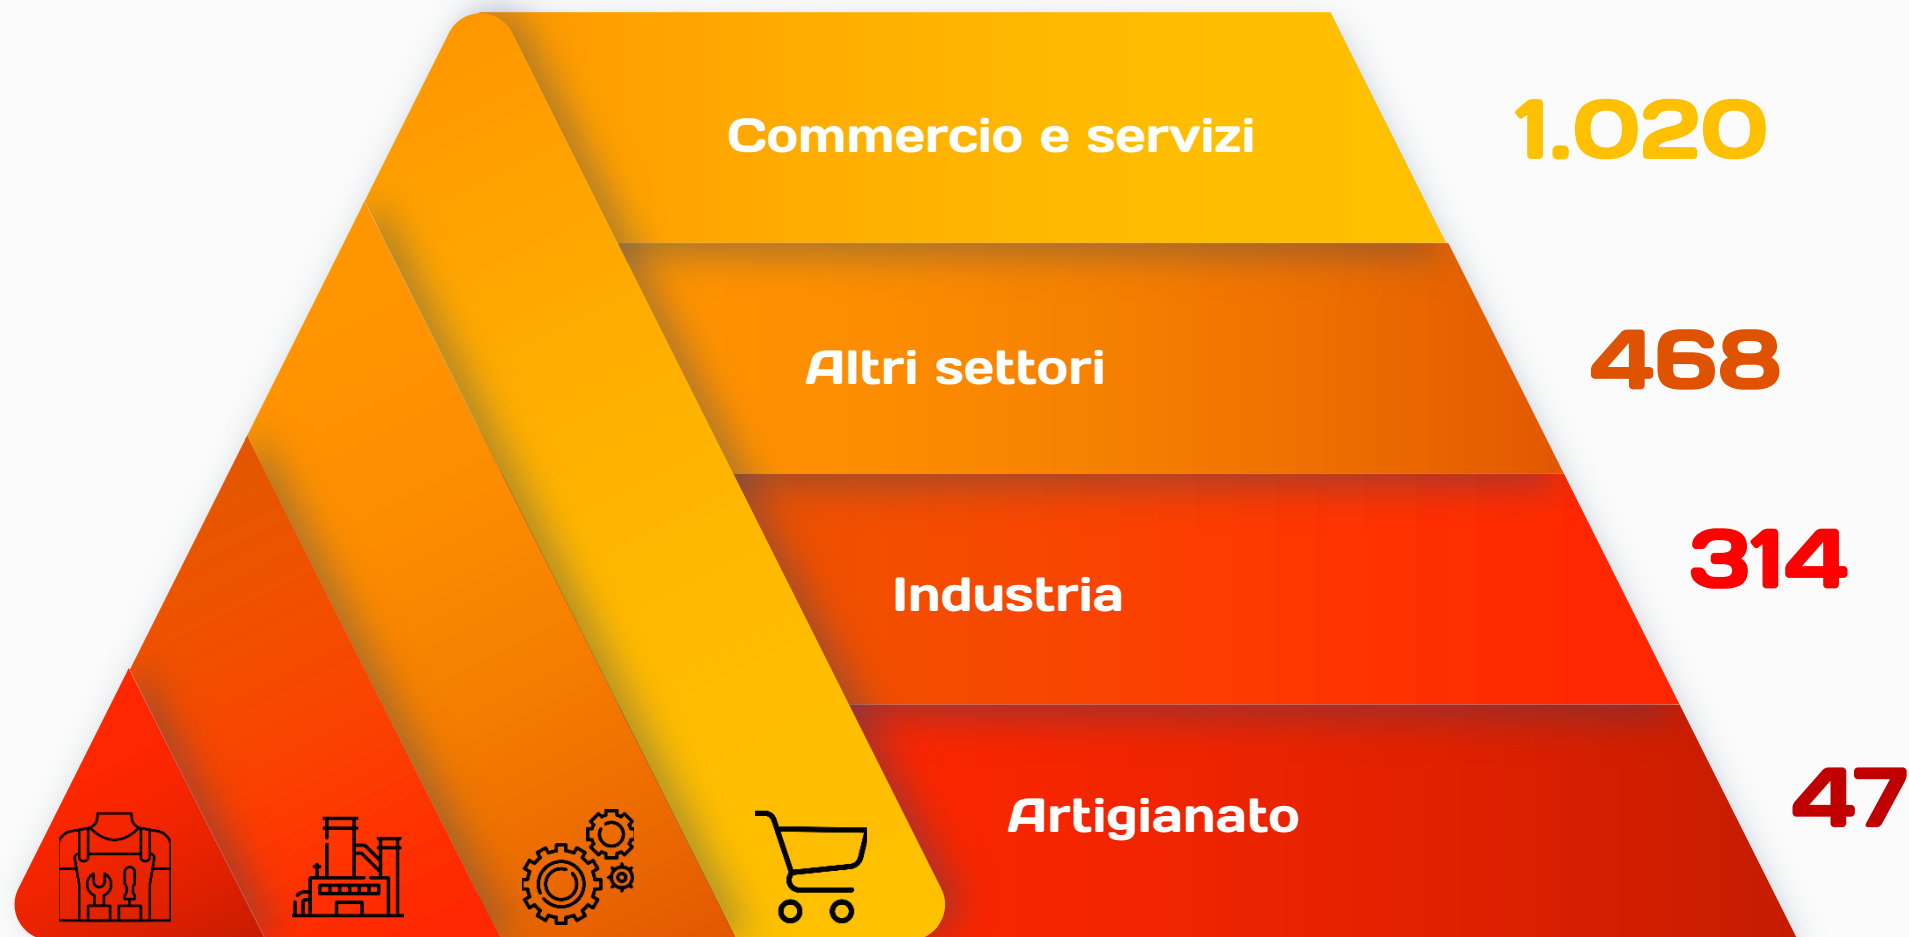 Commercio e servizi
1.020
Altri settori
468
Industria
314
Artigianato
47